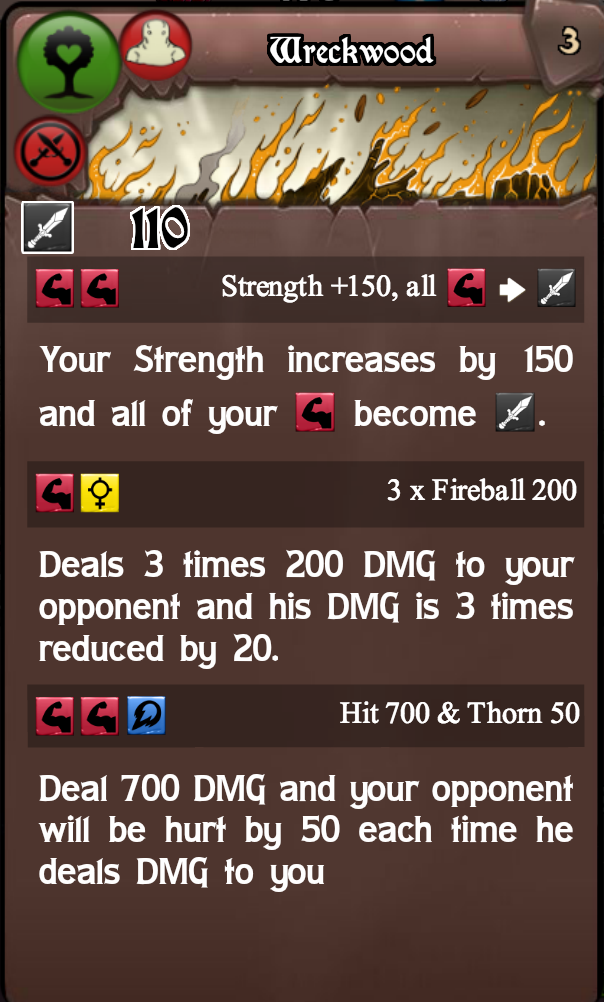 Wreckwood
3
110
Strength +150, all
Your Strength increases by 150
and all of your become .
3 x Fireball 200
Deals 3 times 200 DMG to your
opponent and his DMG is 3 times
reduced by 20.
Hit 700 & Thorn 50
Deal 700 DMG and your opponent
will be hurt by 50 each time he
deals DMG to you